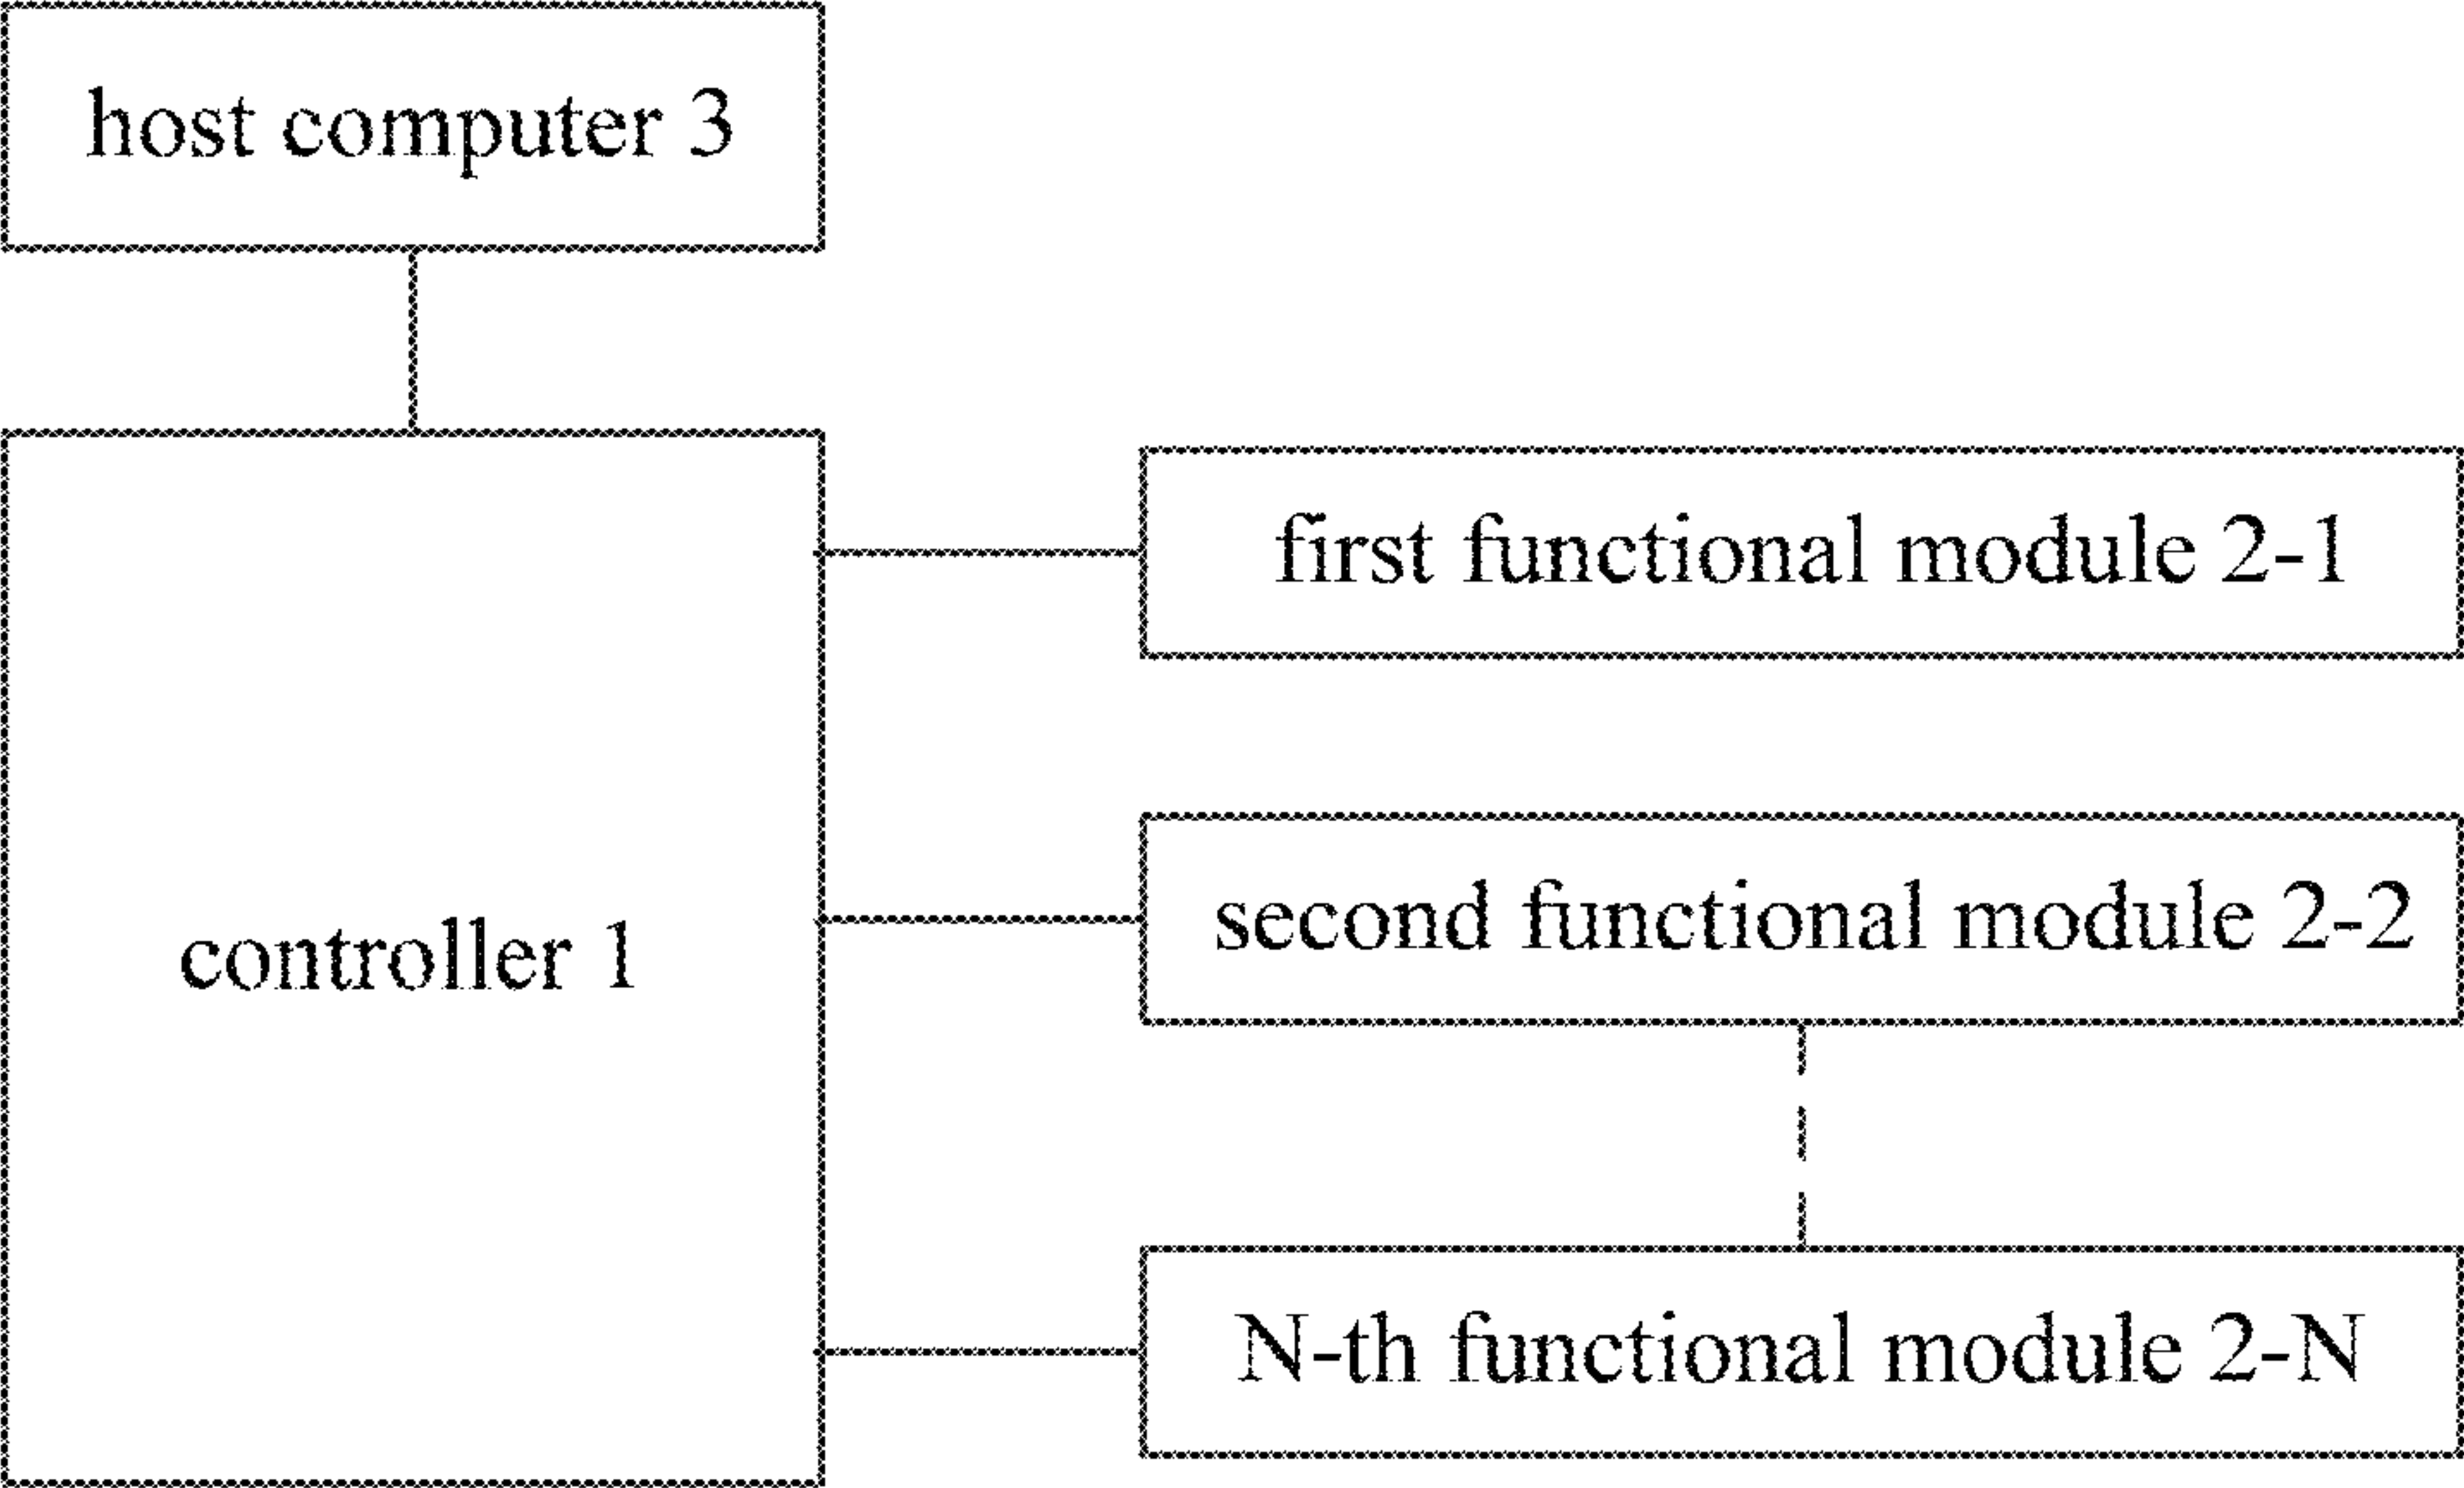 host computer 3
first functional module 2-1
second functional module 2-2
controller 1
N-th functional module 2-N